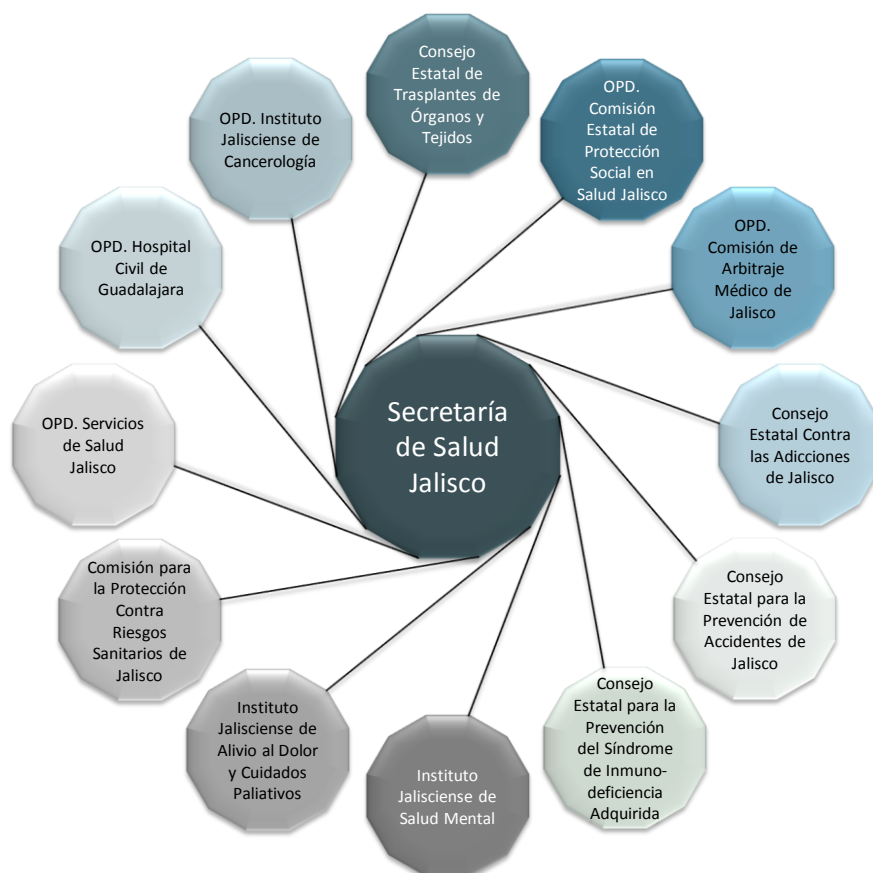 Consejo
Estatal de
Trasplantes de
Órganos y
Tejidos
OPD.
Comisión
Estatal de
Protección
Social en
Salud Jalisco
OPD.
Comisión de
Arbitraje
Médico de
Jalisco
Consejo
Estatal Contra
las Adicciones
de Jalisco
Consejo
Estatal para la
Prevención de
Accidentes de
Jalisco
Consejo
Estatal para la
Prevención
del Síndrome
de Inmuno-
deficiencia
Adquirida
Instituto
Jalisciense de
Salud Mental
Instituto
Jalisciense de
Alivio al Dolor
y Cuidados
Paliativos
Comisión para
la Protección
Contra
Riesgos
Sanitarios de
Jalisco
OPD. Servicios
de Salud
Jalisco
OPD. Hospital
Civil de
Guadalajara
OPD. Instituto
Jalisciense de
Cancerología
Secretaría
de Salud
Jalisco